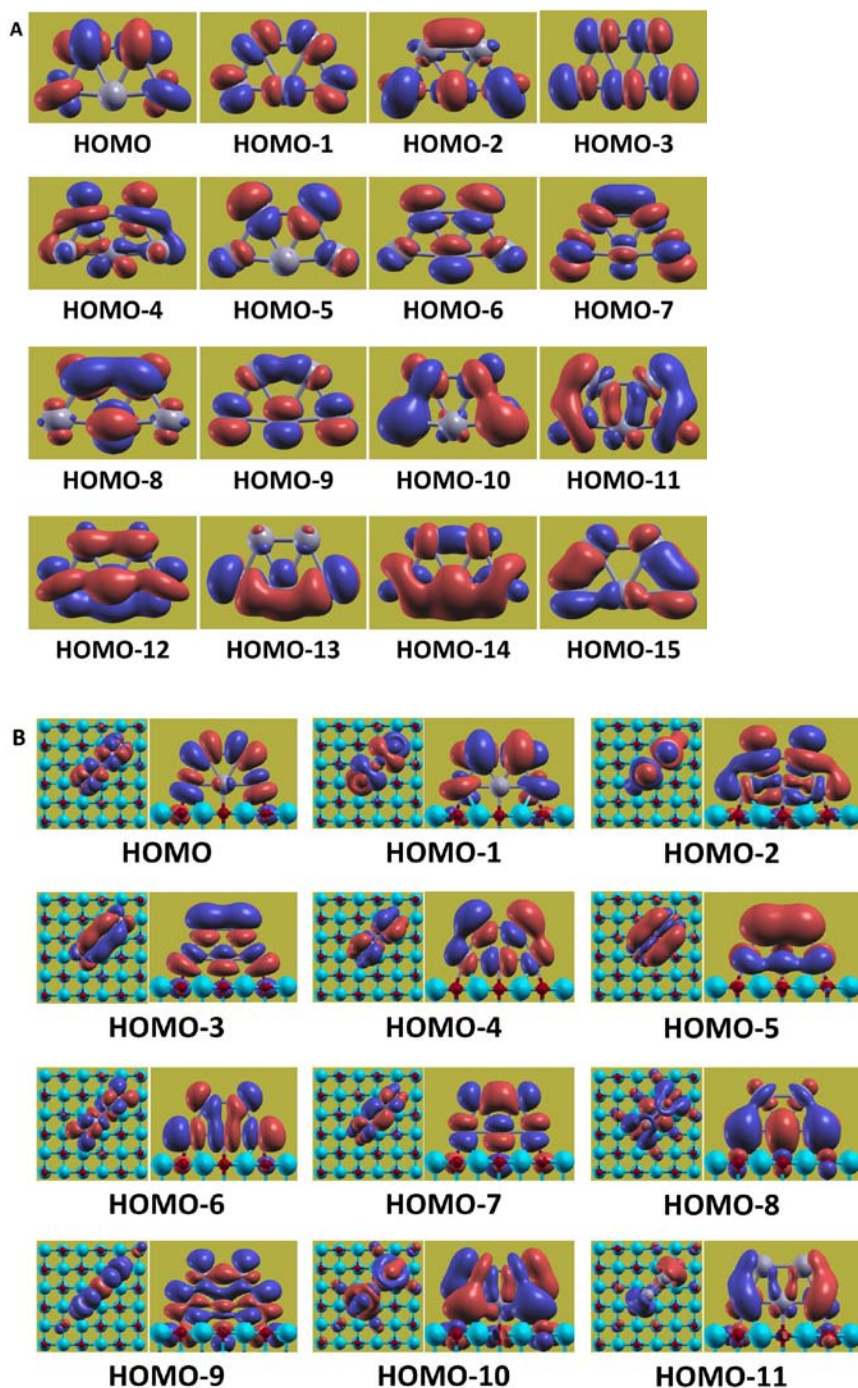 A
HOMO HOMO-1 HOMO-2 HOMO-3
HOMO-4 HOMO-5 HOMO-6 HOMO-7
HOMO-8 HOMO-9 HOMO-10 HOMO-11
HOMO-12 HOMO-13 HOMO-14 HOMO-15
B
HOMO HOMO-1 HOMO-2
HOMO-3 HOMO-4 HOMO-5
HOMO-6 HOMO-7 HOMO-8
HOMO-9 HOMO-10 HOMO-11